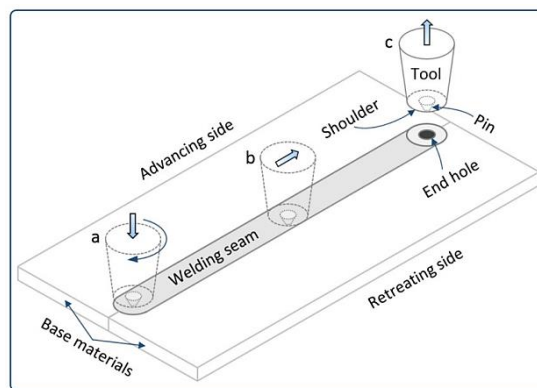 c
Tool
Shoulder
Pin
Advancing side
b
End hole
a
Welding seam
Retreating side
Base materials